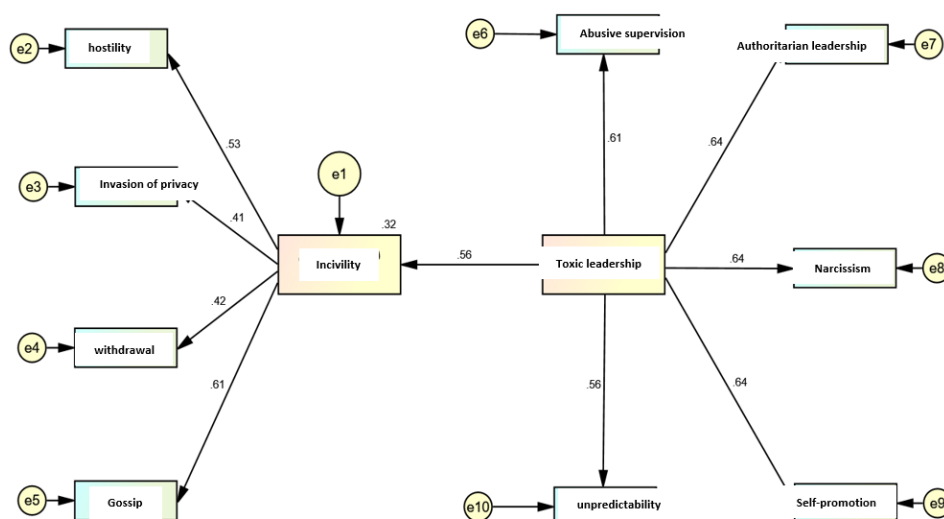 e2
hostility
e6
Abusive supervision
Authoritarian leadership
e7
.53
.61
.64
e1
e3
Invasion of privacy
.41
.32
Incivility
.56
Toxic leadership
.64
Narcissism
e8
.42
e4
withdrawal
.61
.56
.64
e5
Gossip
e10
unpredictability
Self-promotion
e9